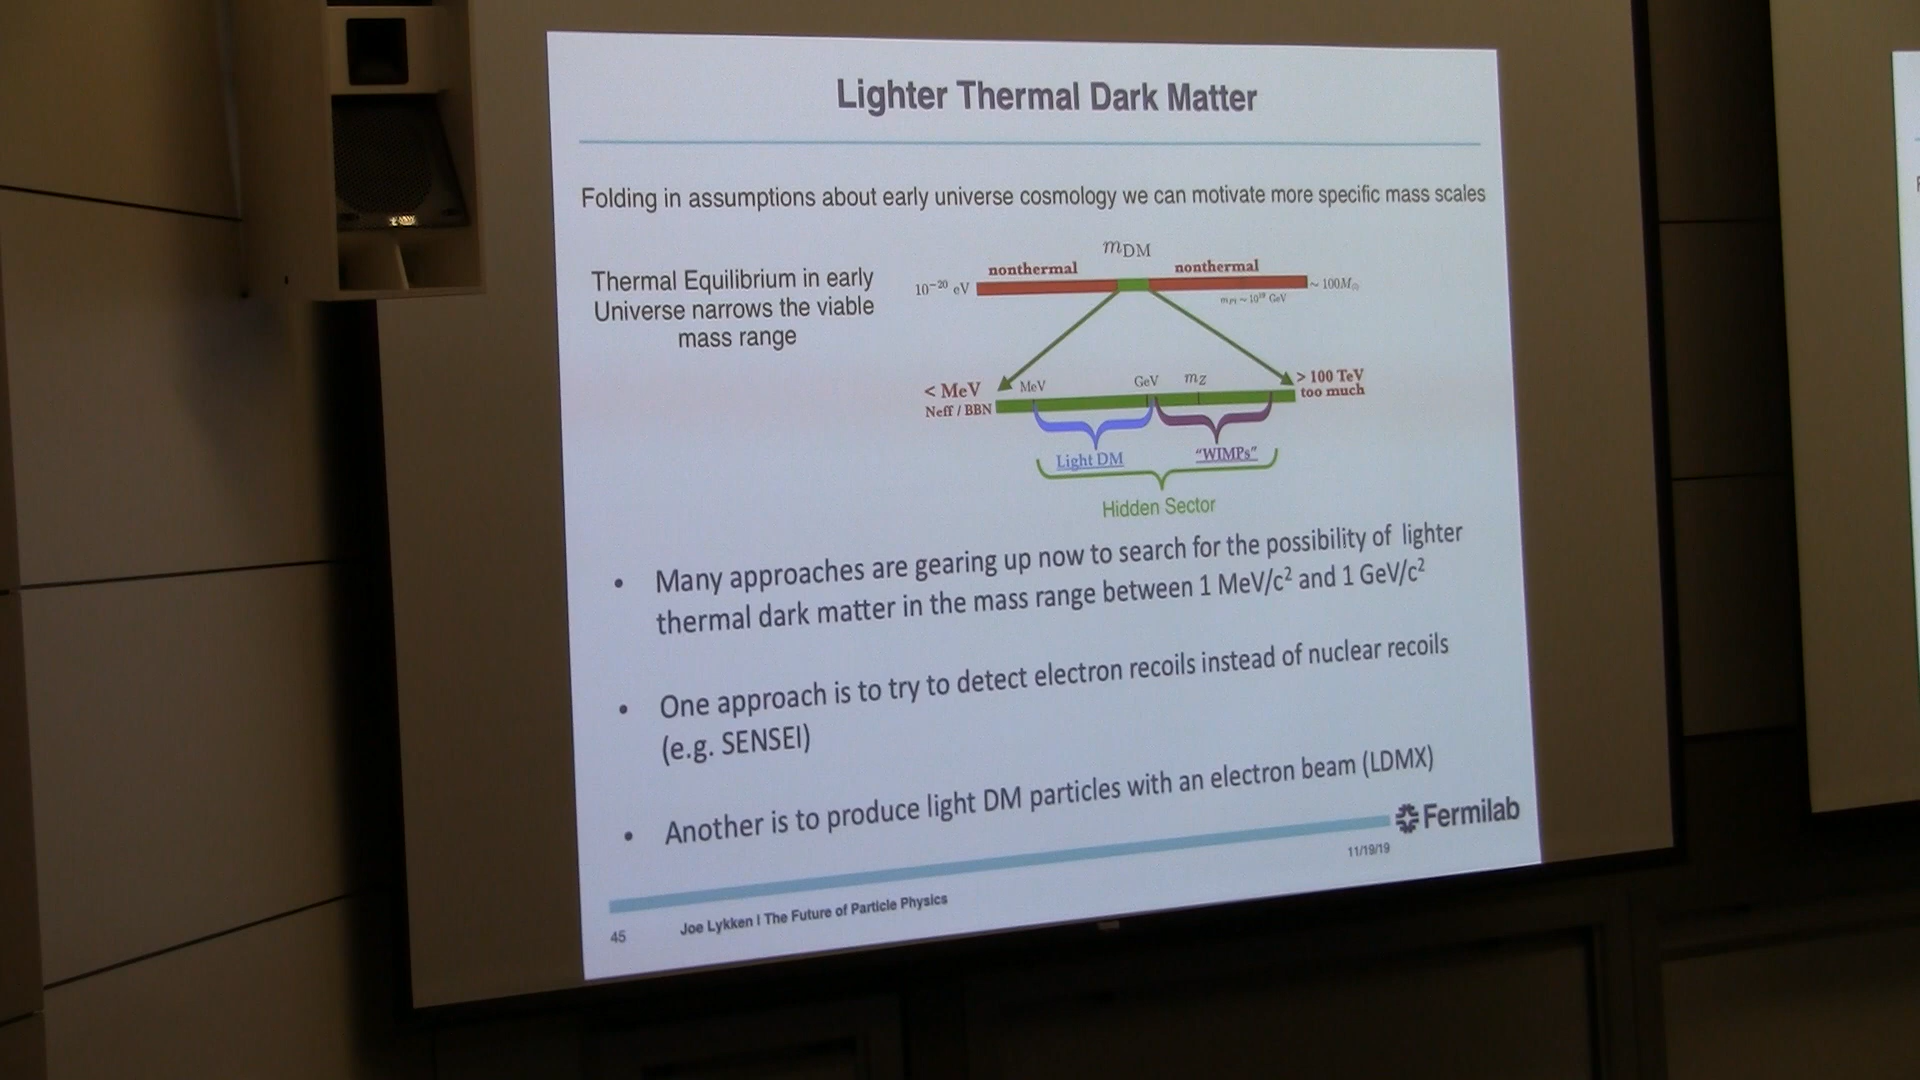 Lighter Thermal Dark Matter
Folding in assumptions about early universe cosmology we can motivate more specific mass scales
Thermal Equilibrium in early
Universe narrows the viable
mass range
mDM
nonthermal
nonthermal
10⁻²⁰ eV
~ 100M☉
mPl ~ 10¹⁹ GeV
< MeV
Neff / BBN
MeV
GeV
mZ
> 100 TeV
too much
Light DM
"WIMPs"
Hidden Sector
• Many approaches are gearing up now to search for the possibility of lighter
thermal dark matter in the mass range between 1 MeV/c² and 1 GeV/c²
• One approach is to try to detect electron recoils instead of nuclear recoils
(e.g. SENSEI)
• Another is to produce light DM particles with an electron beam (LDMX)
Fermilab
11/19/19
45 Joe Lykken I The Future of Particle Physics